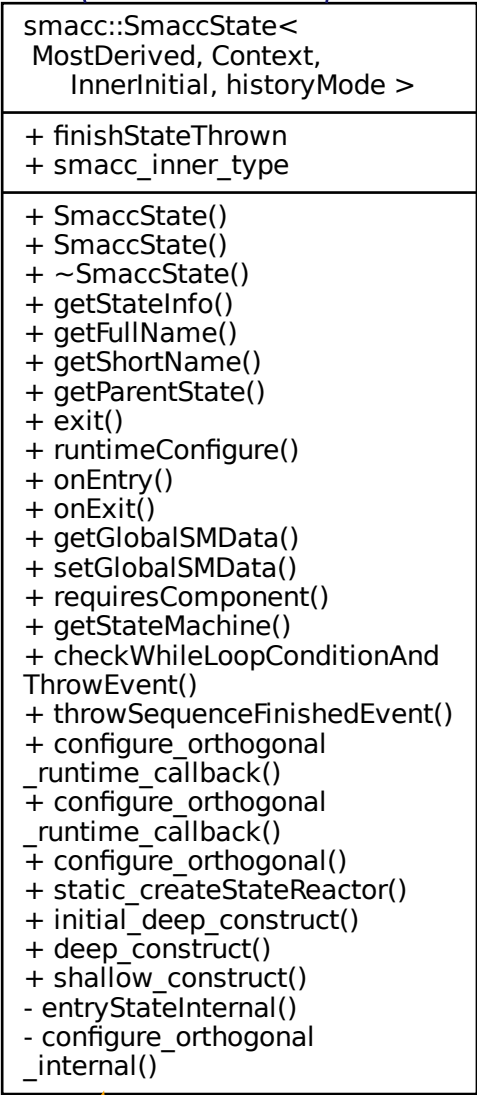 smacc::SmaccState<
MostDerived, Context,
InnerInitial, historyMode >
+ finishStateThrown
+ smacc_inner_type
+ SmaccState()
+ SmaccState()
+ ~SmaccState()
+ getStateInfo()
+ getFullName()
+ getShortName()
+ getParentState()
+ exit()
+ runtimeConfigure()
+ onEntry()
+ onExit()
+ getGlobalSMData()
+ setGlobalSMData()
+ requiresComponent()
+ getStateMachine()
+ checkWhileLoopConditionAnd
ThrowEvent()
+ throwSequenceFinishedEvent()
+ configure_orthogonal
_runtime_callback()
+ configure_orthogonal
_runtime_callback()
+ configure_orthogonal()
+ static_createStateReactor()
+ initial_deep_construct()
+ deep_construct()
+ shallow_construct()
- entryStateInternal()
- configure_orthogonal
_internal()